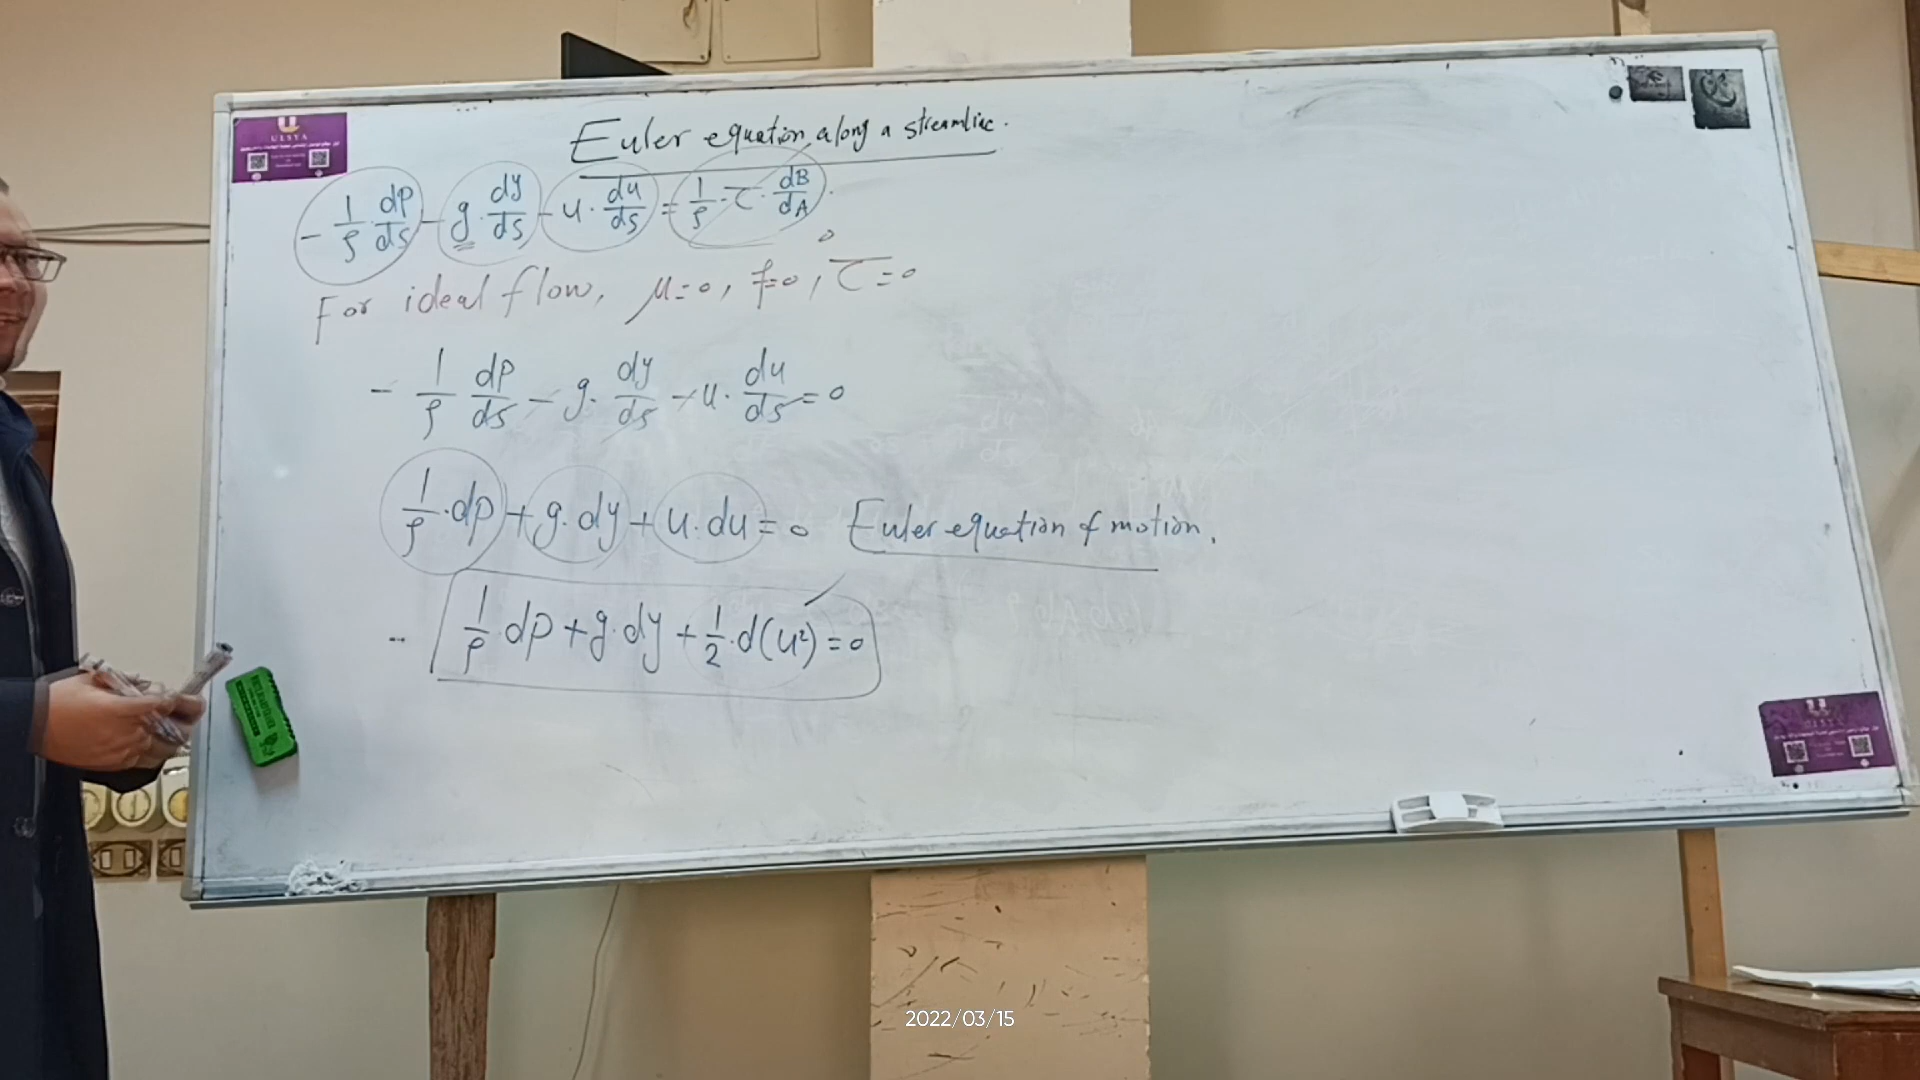 ULSYA
Euler equation along a streamline.
- 1/ρ · dp/ds - g · dy/ds - u · du/ds = 1/ρ · τ · dB/dA .
0
For ideal flow, μ=0, f=0, τ=0
- 1/ρ dp/ds - g · dy/ds - u · du/ds = 0
1/ρ · dp + g · dy + u · du = 0 Euler equation of motion.
1/ρ dp + g · dy + 1/2 · d(u²) = 0
2022/03/15